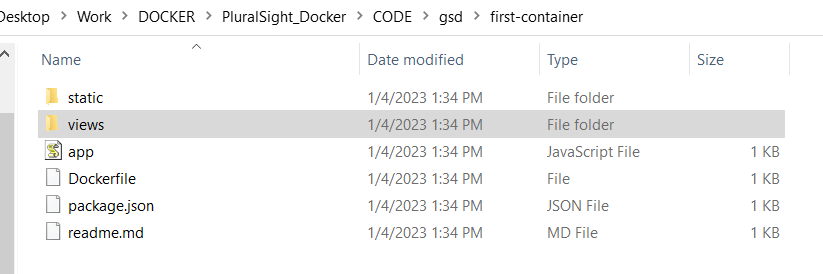 Desktop > Work > DOCKER > PluralSight_Docker > CODE > gsd > first-container
Name Date modified Type Size
static 1/4/2023 1:34 PM File folder
views 1/4/2023 1:34 PM File folder
app 1/4/2023 1:34 PM JavaScript File 1 KB
Dockerfile 1/4/2023 1:34 PM File 1 KB
package.json 1/4/2023 1:34 PM JSON File 1 KB
readme.md 1/4/2023 1:34 PM MD File 1 KB